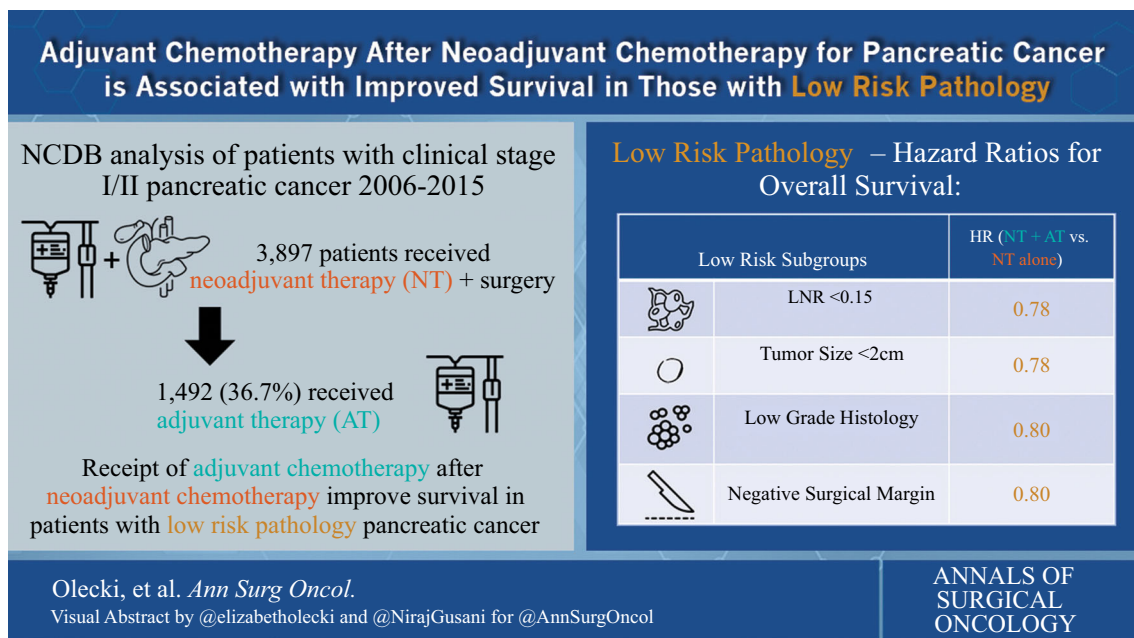 Adjuvant Chemotherapy After Neoadjuvant Chemotherapy for Pancreatic Cancer
is Associated with Improved Survival in Those with Low Risk Pathology
NCDB analysis of patients with clinical stage
I/II pancreatic cancer 2006-2015
3,897 patients received
neoadjuvant therapy (NT) + surgery
1,492 (36.7%) received
adjuvant therapy (AT)
Receipt of adjuvant chemotherapy after
neoadjuvant chemotherapy improve survival in
patients with low risk pathology pancreatic cancer
Low Risk Pathology – Hazard Ratios for
Overall Survival:
Low Risk Subgroups
HR (NT + AT vs.
NT alone)
LNR <0.15
0.78
Tumor Size <2cm
0.78
Low Grade Histology
0.80
Negative Surgical Margin
0.80
Olecki, et al. Ann Surg Oncol.
Visual Abstract by @elizabetholecki and @NirajGusani for @AnnSurgOncol
ANNALS OF
SURGICAL
ONCOLOGY